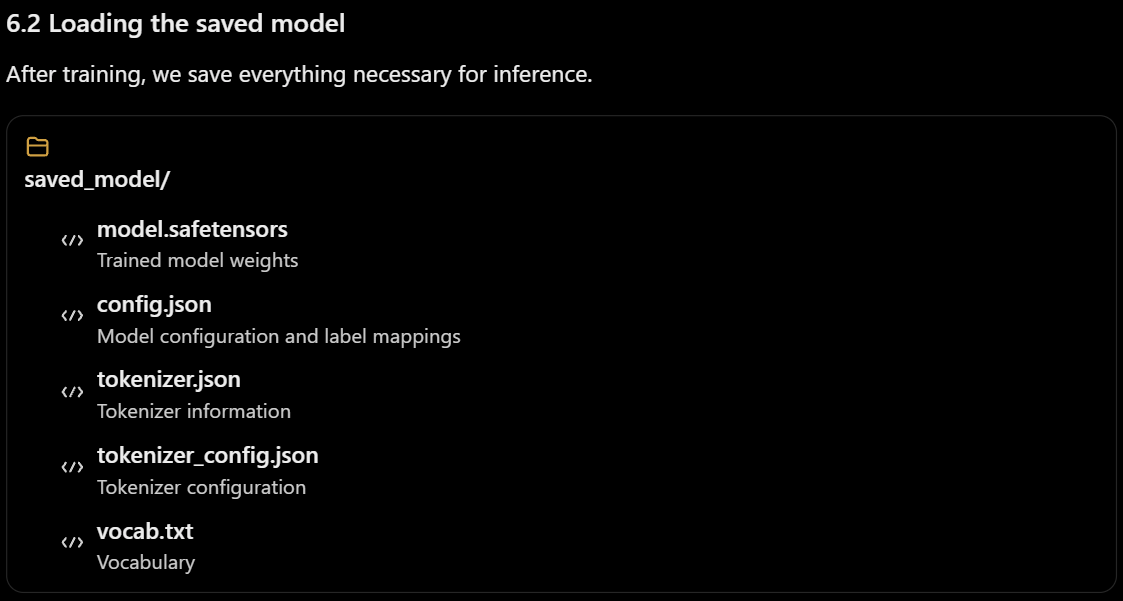 6.2 Loading the saved model
After training, we save everything necessary for inference.
saved_model/
model.safetensors
Trained model weights
config.json
Model configuration and label mappings
tokenizer.json
Tokenizer information
tokenizer_config.json
Tokenizer configuration
vocab.txt
Vocabulary